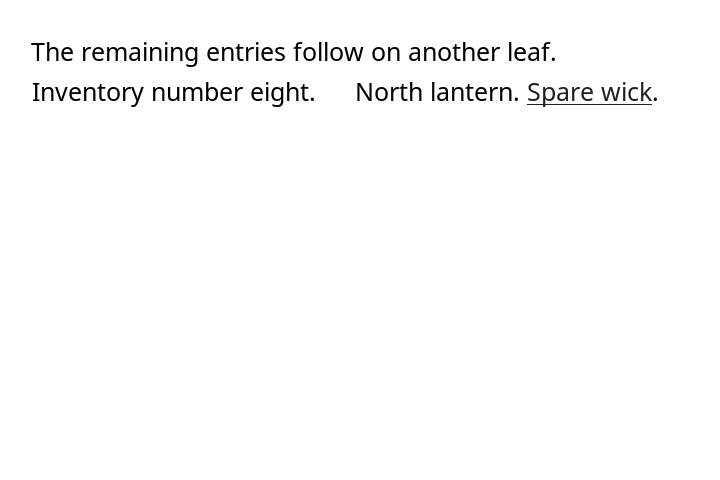 The remaining entries follow on another leaf.
Inventory number eight.   North lantern. Spare wick.